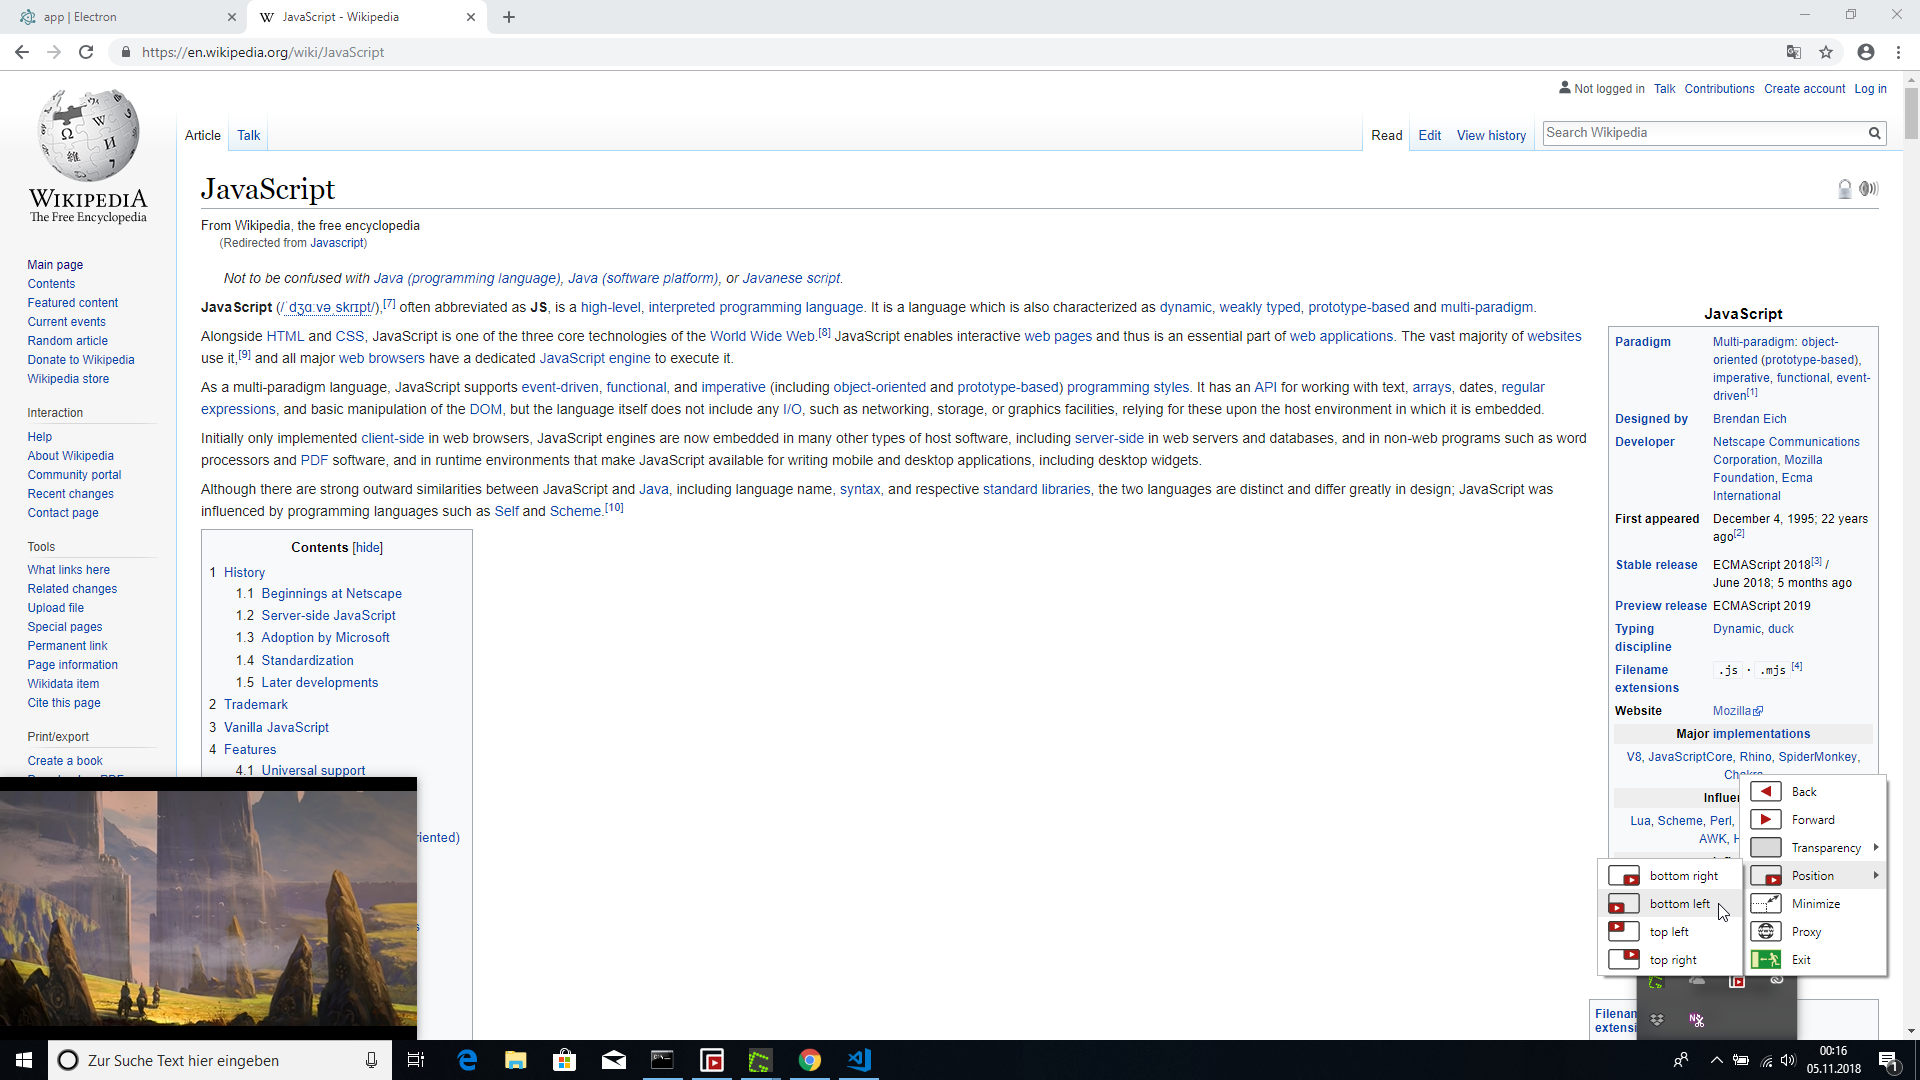 app | Electron
JavaScript - Wikipedia
https://en.wikipedia.org/wiki/JavaScript
Not logged in Talk Contributions Create account Log in
Article Talk
Read Edit View history
Search Wikipedia
WIKIPEDIA
The Free Encyclopedia
Main page
Contents
Featured content
Current events
Random article
Donate to Wikipedia
Wikipedia store
Interaction
Help
About Wikipedia
Community portal
Recent changes
Contact page
Tools
What links here
Related changes
Upload file
Special pages
Permanent link
Page information
Wikidata item
Cite this page
Print/export
Create a book
JavaScript
From Wikipedia, the free encyclopedia
(Redirected from Javascript)
Not to be confused with Java (programming language), Java (software platform), or Javanese script.
JavaScript (/ˈdʒɑːvəˌskrɪpt/),[7] often abbreviated as JS, is a high-level, interpreted programming language. It is a language which is also characterized as dynamic, weakly typed, prototype-based and multi-paradigm.
Alongside HTML and CSS, JavaScript is one of the three core technologies of the World Wide Web.[8] JavaScript enables interactive web pages and thus is an essential part of web applications. The vast majority of websites
use it,[9] and all major web browsers have a dedicated JavaScript engine to execute it.
As a multi-paradigm language, JavaScript supports event-driven, functional, and imperative (including object-oriented and prototype-based) programming styles. It has an API for working with text, arrays, dates, regular
expressions, and basic manipulation of the DOM, but the language itself does not include any I/O, such as networking, storage, or graphics facilities, relying for these upon the host environment in which it is embedded.
Initially only implemented client-side in web browsers, JavaScript engines are now embedded in many other types of host software, including server-side in web servers and databases, and in non-web programs such as word
processors and PDF software, and in runtime environments that make JavaScript available for writing mobile and desktop applications, including desktop widgets.
Although there are strong outward similarities between JavaScript and Java, including language name, syntax, and respective standard libraries, the two languages are distinct and differ greatly in design; JavaScript was
influenced by programming languages such as Self and Scheme.[10]
Contents [hide]
1 History
1.1 Beginnings at Netscape
1.2 Server-side JavaScript
1.3 Adoption by Microsoft
1.4 Standardization
1.5 Later developments
2 Trademark
3 Vanilla JavaScript
4 Features
4.1 Universal support
iented)
JavaScript
Paradigm Multi-paradigm: object-
oriented (prototype-based),
imperative, functional, event-
driven[1]
Designed by Brendan Eich
Developer Netscape Communications
Corporation, Mozilla
Foundation, Ecma
International
First appeared December 4, 1995; 22 years
ago[2]
Stable release ECMAScript 2018[3] /
June 2018; 5 months ago
Preview release ECMAScript 2019
Typing Dynamic, duck
discipline
Filename .js · .mjs [4]
extensions
Website Mozilla
Major implementations
V8, JavaScriptCore, Rhino, SpiderMonkey,
Chakra
Influen
Lua, Scheme, Perl,
AWK, H
Filenam
extensi
Back
Forward
Transparency
Position
Minimize
Proxy
Exit
bottom right
bottom left
top left
top right
Zur Suche Text hier eingeben
00:16
05.11.2018
1